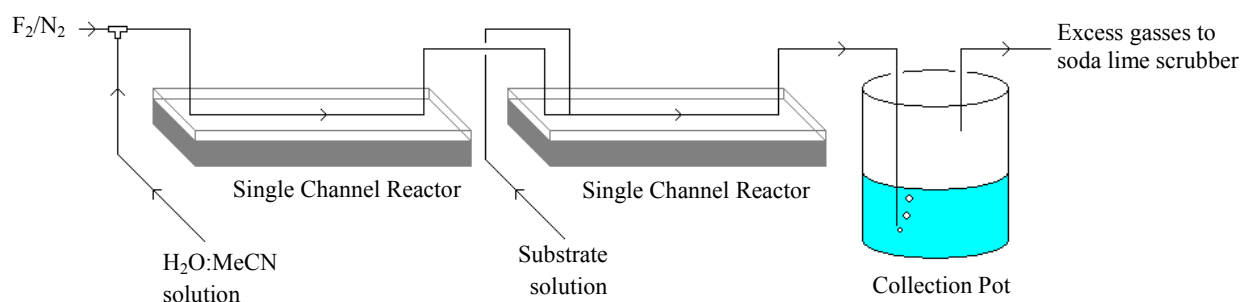 F₂/N₂
Excess gasses to
soda lime scrubber
Single Channel Reactor
Single Channel Reactor
H₂O:MeCN
solution
Substrate
solution
Collection Pot